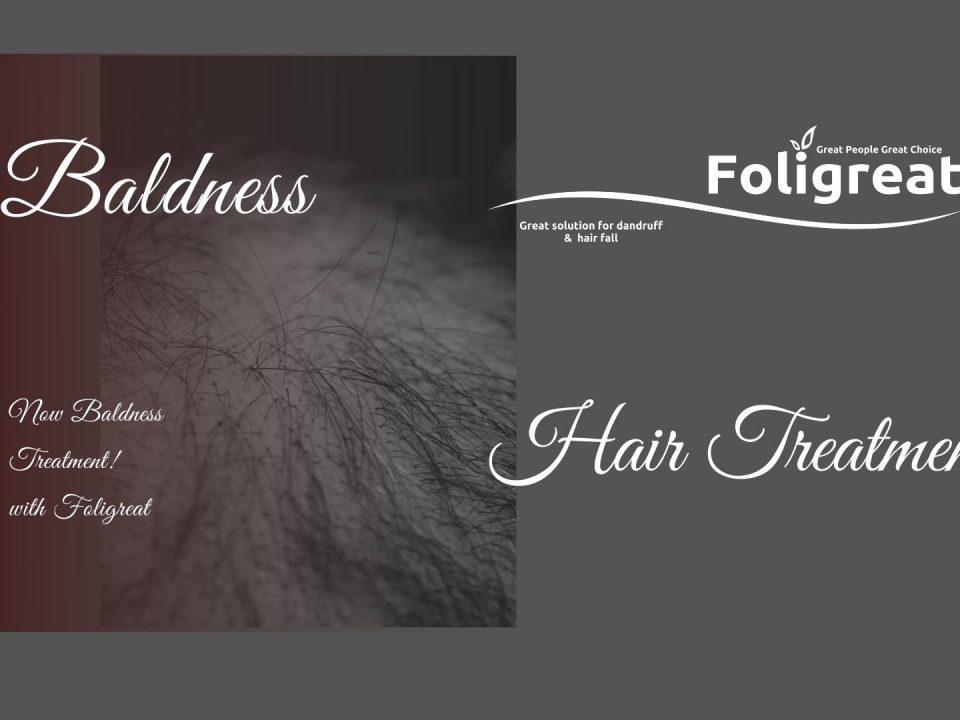 Baldness
Great People Great Choice
Foligreat
Great solution for dandruff
& hair fall
Now Baldness
Treatment!
with Foligreat
Hair Treatmen